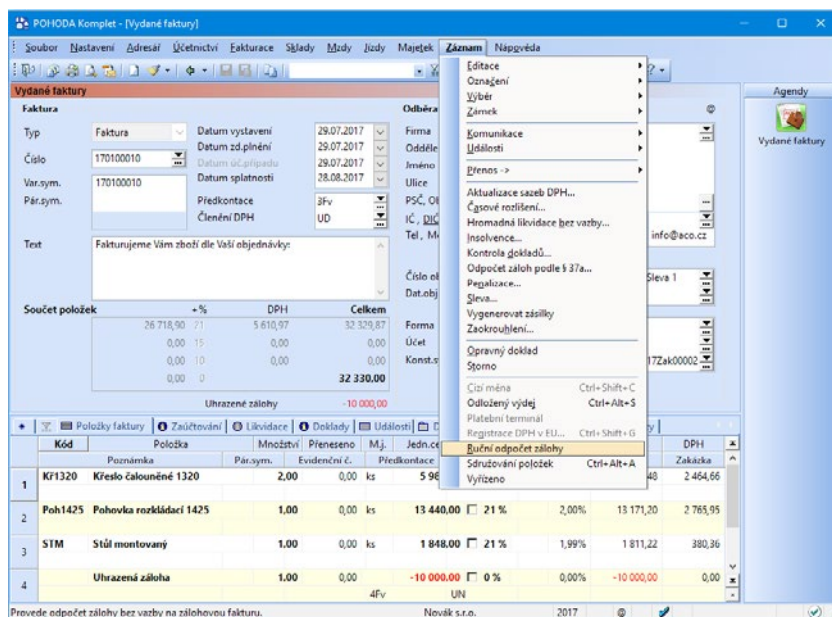 POHODA Komplet - [Vydané faktury]
Soubor Nastavení Adresář Účetnictví Fakturace Sklady Mzdy Jízdy Majetek Záznam Nápověda
Vydané faktury
Agendy
Vydané faktury
Faktura
Typ Faktura
Číslo 170100010
Var.sym. 170100010
Pár.sym.
Datum vystavení 29.07.2017
Datum zd.plnění 29.07.2017
Datum úč.případu 29.07.2017
Datum splatnosti 28.08.2017
Předkontace 3Fv
Členění DPH UD
Text Fakturujeme Vám zboží dle Vaší objednávky:
Odběra
Firma
Odděle
Jméno
Ulice
PSČ, Ob
IČ, DIČ
Tel., M
info@aco.cz
Číslo ob
Sleva 1
Dat.obj
Forma
Účet
Konst.s
17Zak00002
Součet položek +% DPH Celkem
26 718,90 21 5 610,97 32 329,87
0,00 15 0,00 0,00
0,00 10 0,00 0,00
0,00 0 32 330.00
Uhrazené zálohy -10 000,00
Editace
Označení
Výběr
Zámek
Komunikace
Události
Přenos ->
Aktualizace sazeb DPH...
Časové rozlišení...
Hromadná likvidace bez vazby...
Insolvence...
Kontrola dokladů...
Odpočet záloh podle § 37a...
Penalizace...
Sleva...
Vygenerovat zásilky
Zaokrouhlení...
Opravný doklad
Storno
Cizí měna Ctrl+Shift+C
Odložený výdej Ctrl+Alt+S
Platební terminál
Registrace DPH v EU... Ctrl+Shift+G
Ruční odpočet zálohy
Sdružování položek Ctrl+Alt+A
Vyřízeno
Položky faktury Zaúčtování Likvidace Doklady Události D
Kód Položka Množství Přeneseno M.j. Jedn.ce DPH
Poznámka Pár.sym. Evidenční č. Předkontace Zakázka
1 Kř1320 Křeslo čalouněné 1320 2,00 0,00 ks 5 98 48 2 464,66
2 Poh1425 Pohovka rozkládací 1425 1.00 0,00 ks 13 440,00 21 % 2,00% 13 171,20 2 765,95
3 STM Stůl montovaný 1.00 0,00 ks 1 848.00 21 % 1,99% 1 811,22 380,36
4 Uhrazená záloha 1.00 0,00 -10 000.00 0 % 0,00% -10 000,00 0,00
4Fv UN
Provede odpočet zálohy bez vazby na zálohovou fakturu. Novák s.r.o. 2017 @